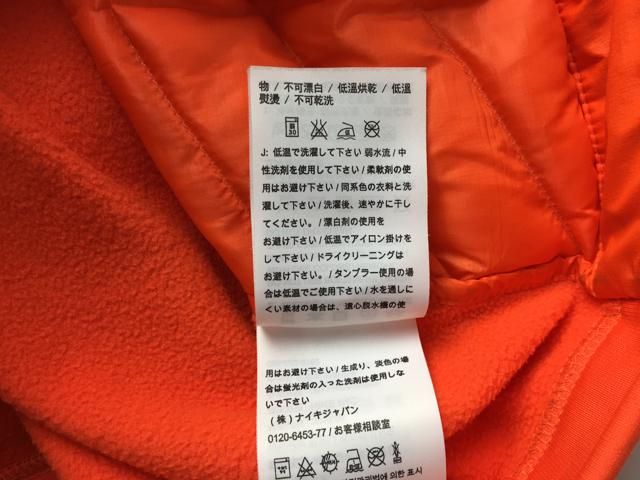 物 / 不可漂白 / 低溫烘乾 / 低溫
熨燙 / 不可乾洗
J: 低温で洗濯して下さい 弱水流 / 中
性洗剤を使用して下さい / 柔軟剤の使
用はお避け下さい / 同系色の衣料と洗
濯して下さい / 洗濯後、速やかに干し
てください。/ 漂白剤の使用を
お避け下さい / 低温でアイロン掛けを
して下さい / ドライクリーニングは
お避け下さい。/ タンブラー使用の場
合は低温でご使用下さい / 水を通しに
くい素材の場合は、遠心脱水機の使
用はお避け下さい / 生成り、淡色の場
合は蛍光剤の入った洗剤は使用しな
いで下さい
(株) ナイキジャパン
0120-6453-77 / お客様相談室
관리법에 의한 표시